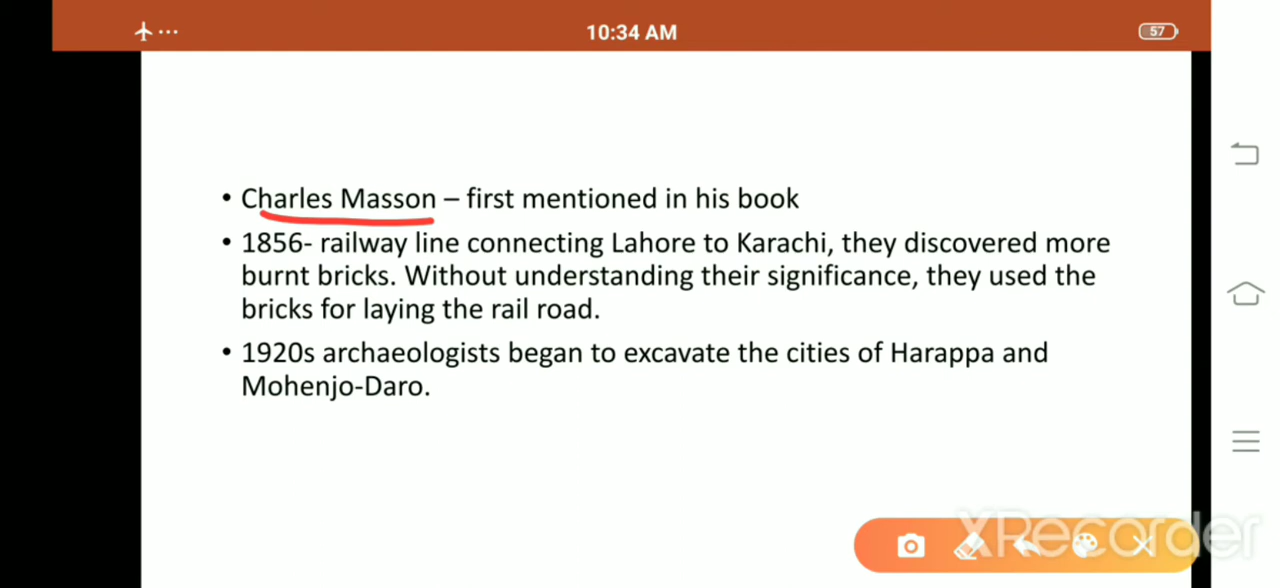 10:34 AM
57
• Charles Masson – first mentioned in his book
• 1856- railway line connecting Lahore to Karachi, they discovered more
burnt bricks. Without understanding their significance, they used the
bricks for laying the rail road.
• 1920s archaeologists began to excavate the cities of Harappa and
Mohenjo-Daro.
XRecorder